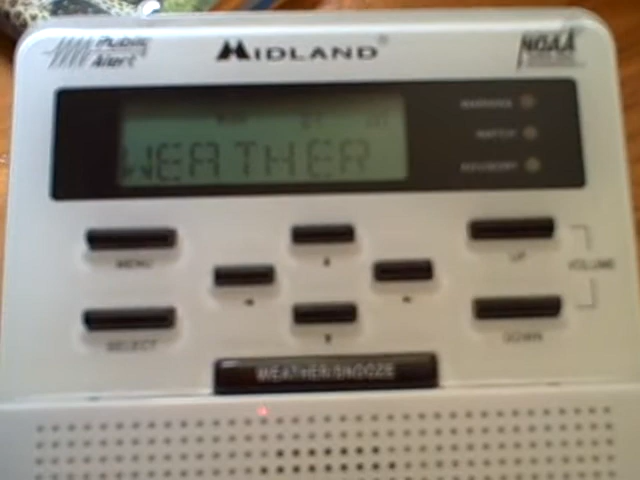 Public
Alert
MIDLAND®
NOAA
WEATHER
WARNING
WATCH
ADVISORY
MENU
SELECT
UP
VOLUME
DOWN
WEATHER/SNOOZE